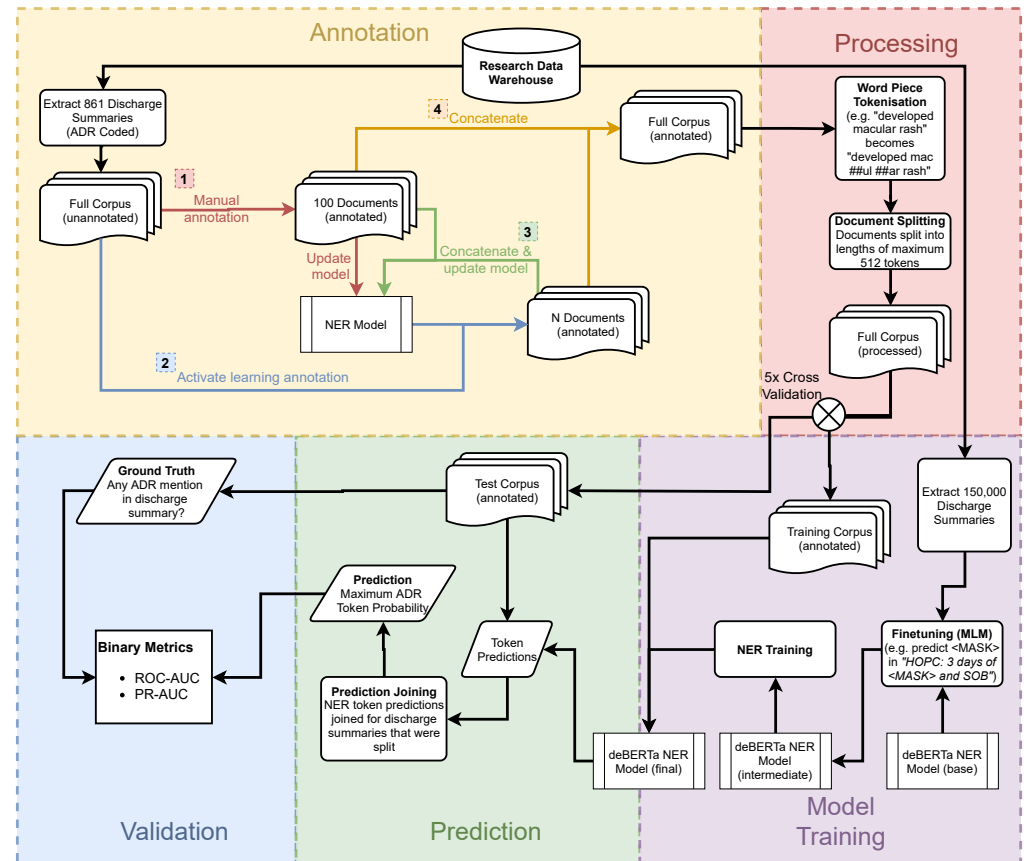 Annotation
Processing
Research Data
Warehouse
Extract 861 Discharge
Summaries
(ADR Coded)
4
Concatenate
Full Corpus
(annotated)
Word Piece
Tokenisation
(e.g. "developed
macular rash"
becomes
"developed mac
##ul ##ar rash"
1
Manual
annotation
Full Corpus
(unannotated)
100 Documents
(annotated)
3
Concatenate &
update model
Update
model
Document Splitting
Documents split into
lengths of maximum
512 tokens
NER Model
N Documents
(annotated)
Full Corpus
(processed)
2
Activate learning annotation
5x Cross
Validation
Ground Truth
Any ADR mention
in discharge
summary?
Test Corpus
(annotated)
Training Corpus
(annotated)
Extract 150,000
Discharge
Summaries
Prediction
Maximum ADR
Token Probability
Token
Predictions
NER Training
Finetuning (MLM)
(e.g. predict <MASK>
in "HOPC: 3 days of
<MASK> and SOB")
Binary Metrics
• ROC-AUC
• PR-AUC
Prediction Joining
NER token predictions
joined for discharge
summaries that were
split
deBERTa NER
Model (final)
deBERTa NER
Model
(intermediate)
deBERTa NER
Model (base)
Validation
Prediction
Model
Training